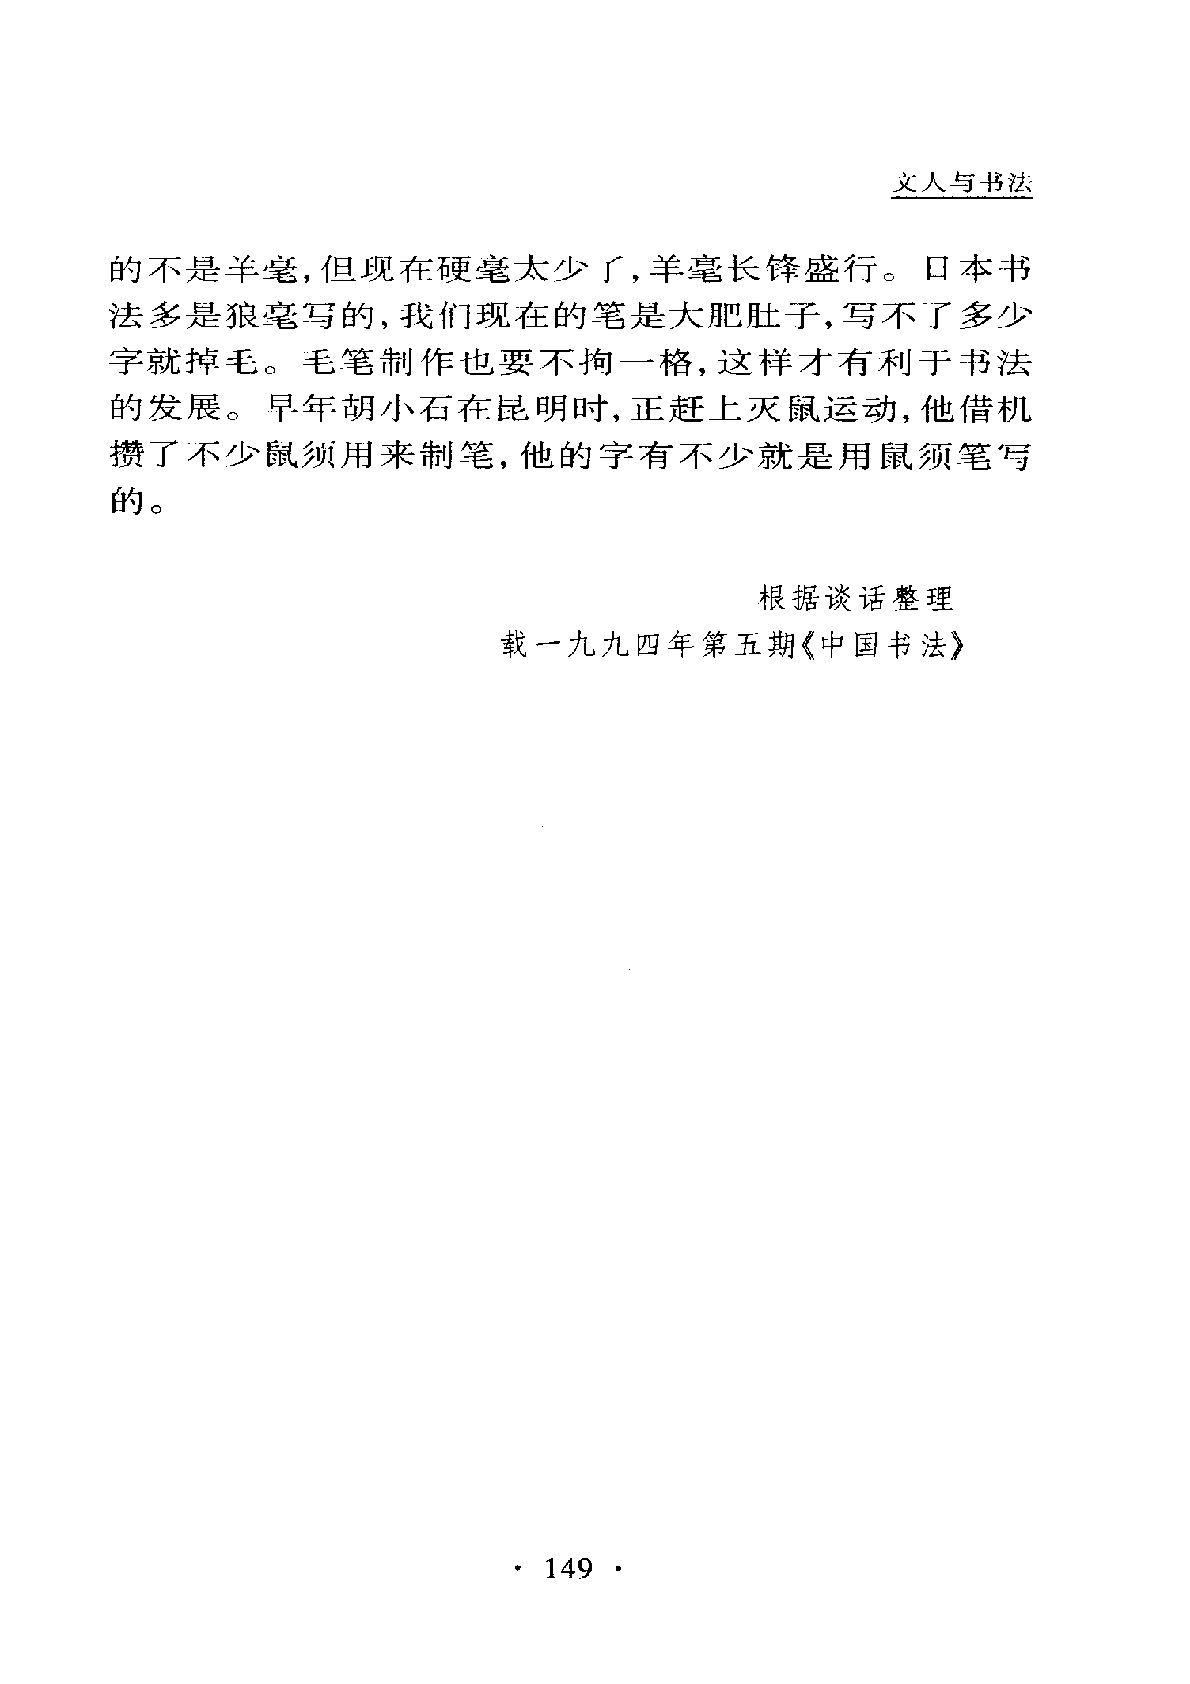 文人与书法
的不是羊毫,但现在硬毫太少了,羊毫长锋盛行。日本书
法多是狼毫写的,我们现在的笔是大肥肚子,写不了多少
字就掉毛。毛笔制作也要不拘一格,这样才有利于书法
的发展。早年胡小石在昆明时,正赶上灭鼠运动,他借机
攒了不少鼠须用来制笔,他的字有不少就是用鼠须笔写
的。
根据谈话整理
载一九九四年第五期《中国书法》
· 149 ·